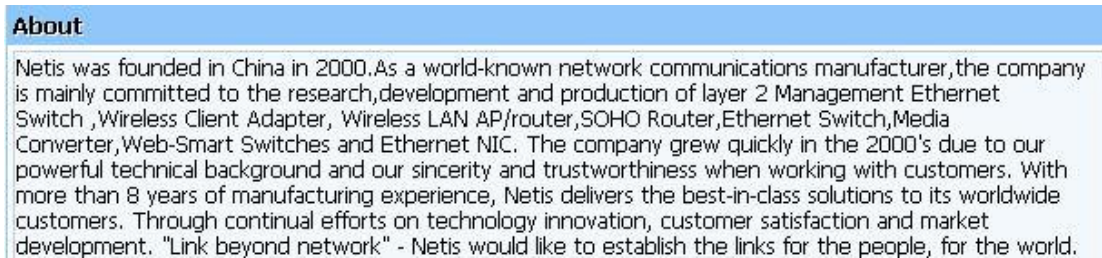 About
Netis was founded in China in 2000.As a world-known network communications manufacturer,the company
is mainly committed to the research,development and production of layer 2 Management Ethernet
Switch ,Wireless Client Adapter, Wireless LAN AP/router,SOHO Router,Ethernet Switch,Media
Converter,Web-Smart Switches and Ethernet NIC. The company grew quickly in the 2000's due to our
powerful technical background and our sincerity and trustworthiness when working with customers. With
more than 8 years of manufacturing experience, Netis delivers the best-in-class solutions to its worldwide
customers. Through continual efforts on technology innovation, customer satisfaction and market
development. "Link beyond network" - Netis would like to establish the links for the people, for the world.